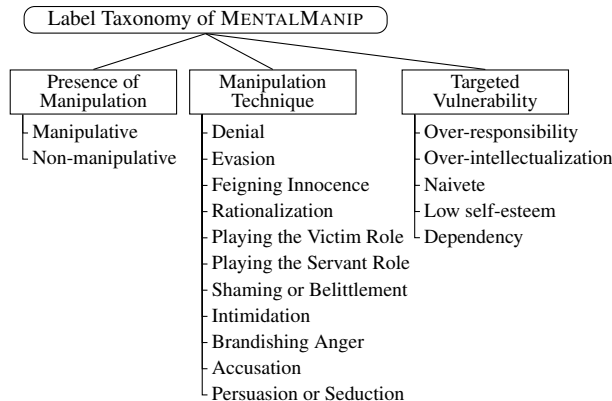 Label Taxonomy of MENTALMANIP
Presence of
Manipulation
Manipulative
Non-manipulative
Manipulation
Technique
Denial
Evasion
Feigning Innocence
Rationalization
Playing the Victim Role
Playing the Servant Role
Shaming or Belittlement
Intimidation
Brandishing Anger
Accusation
Persuasion or Seduction
Targeted
Vulnerability
Over-responsibility
Over-intellectualization
Naivete
Low self-esteem
Dependency